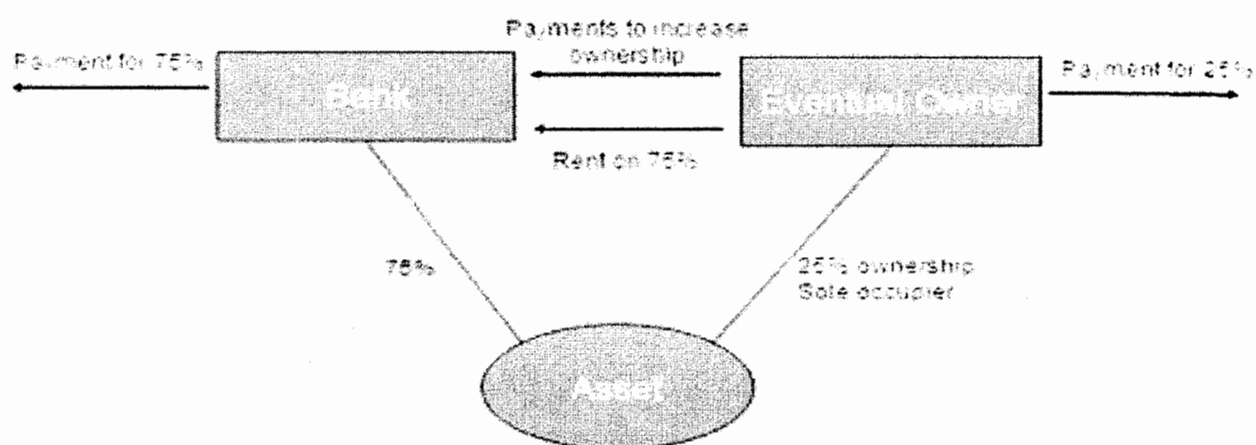 Payments to increase
ownership
Payment for 75%
Bank
Eventual Owner
Payment for 25%
Rent on 75%
75%
25% ownership
Sole occupier
Asset